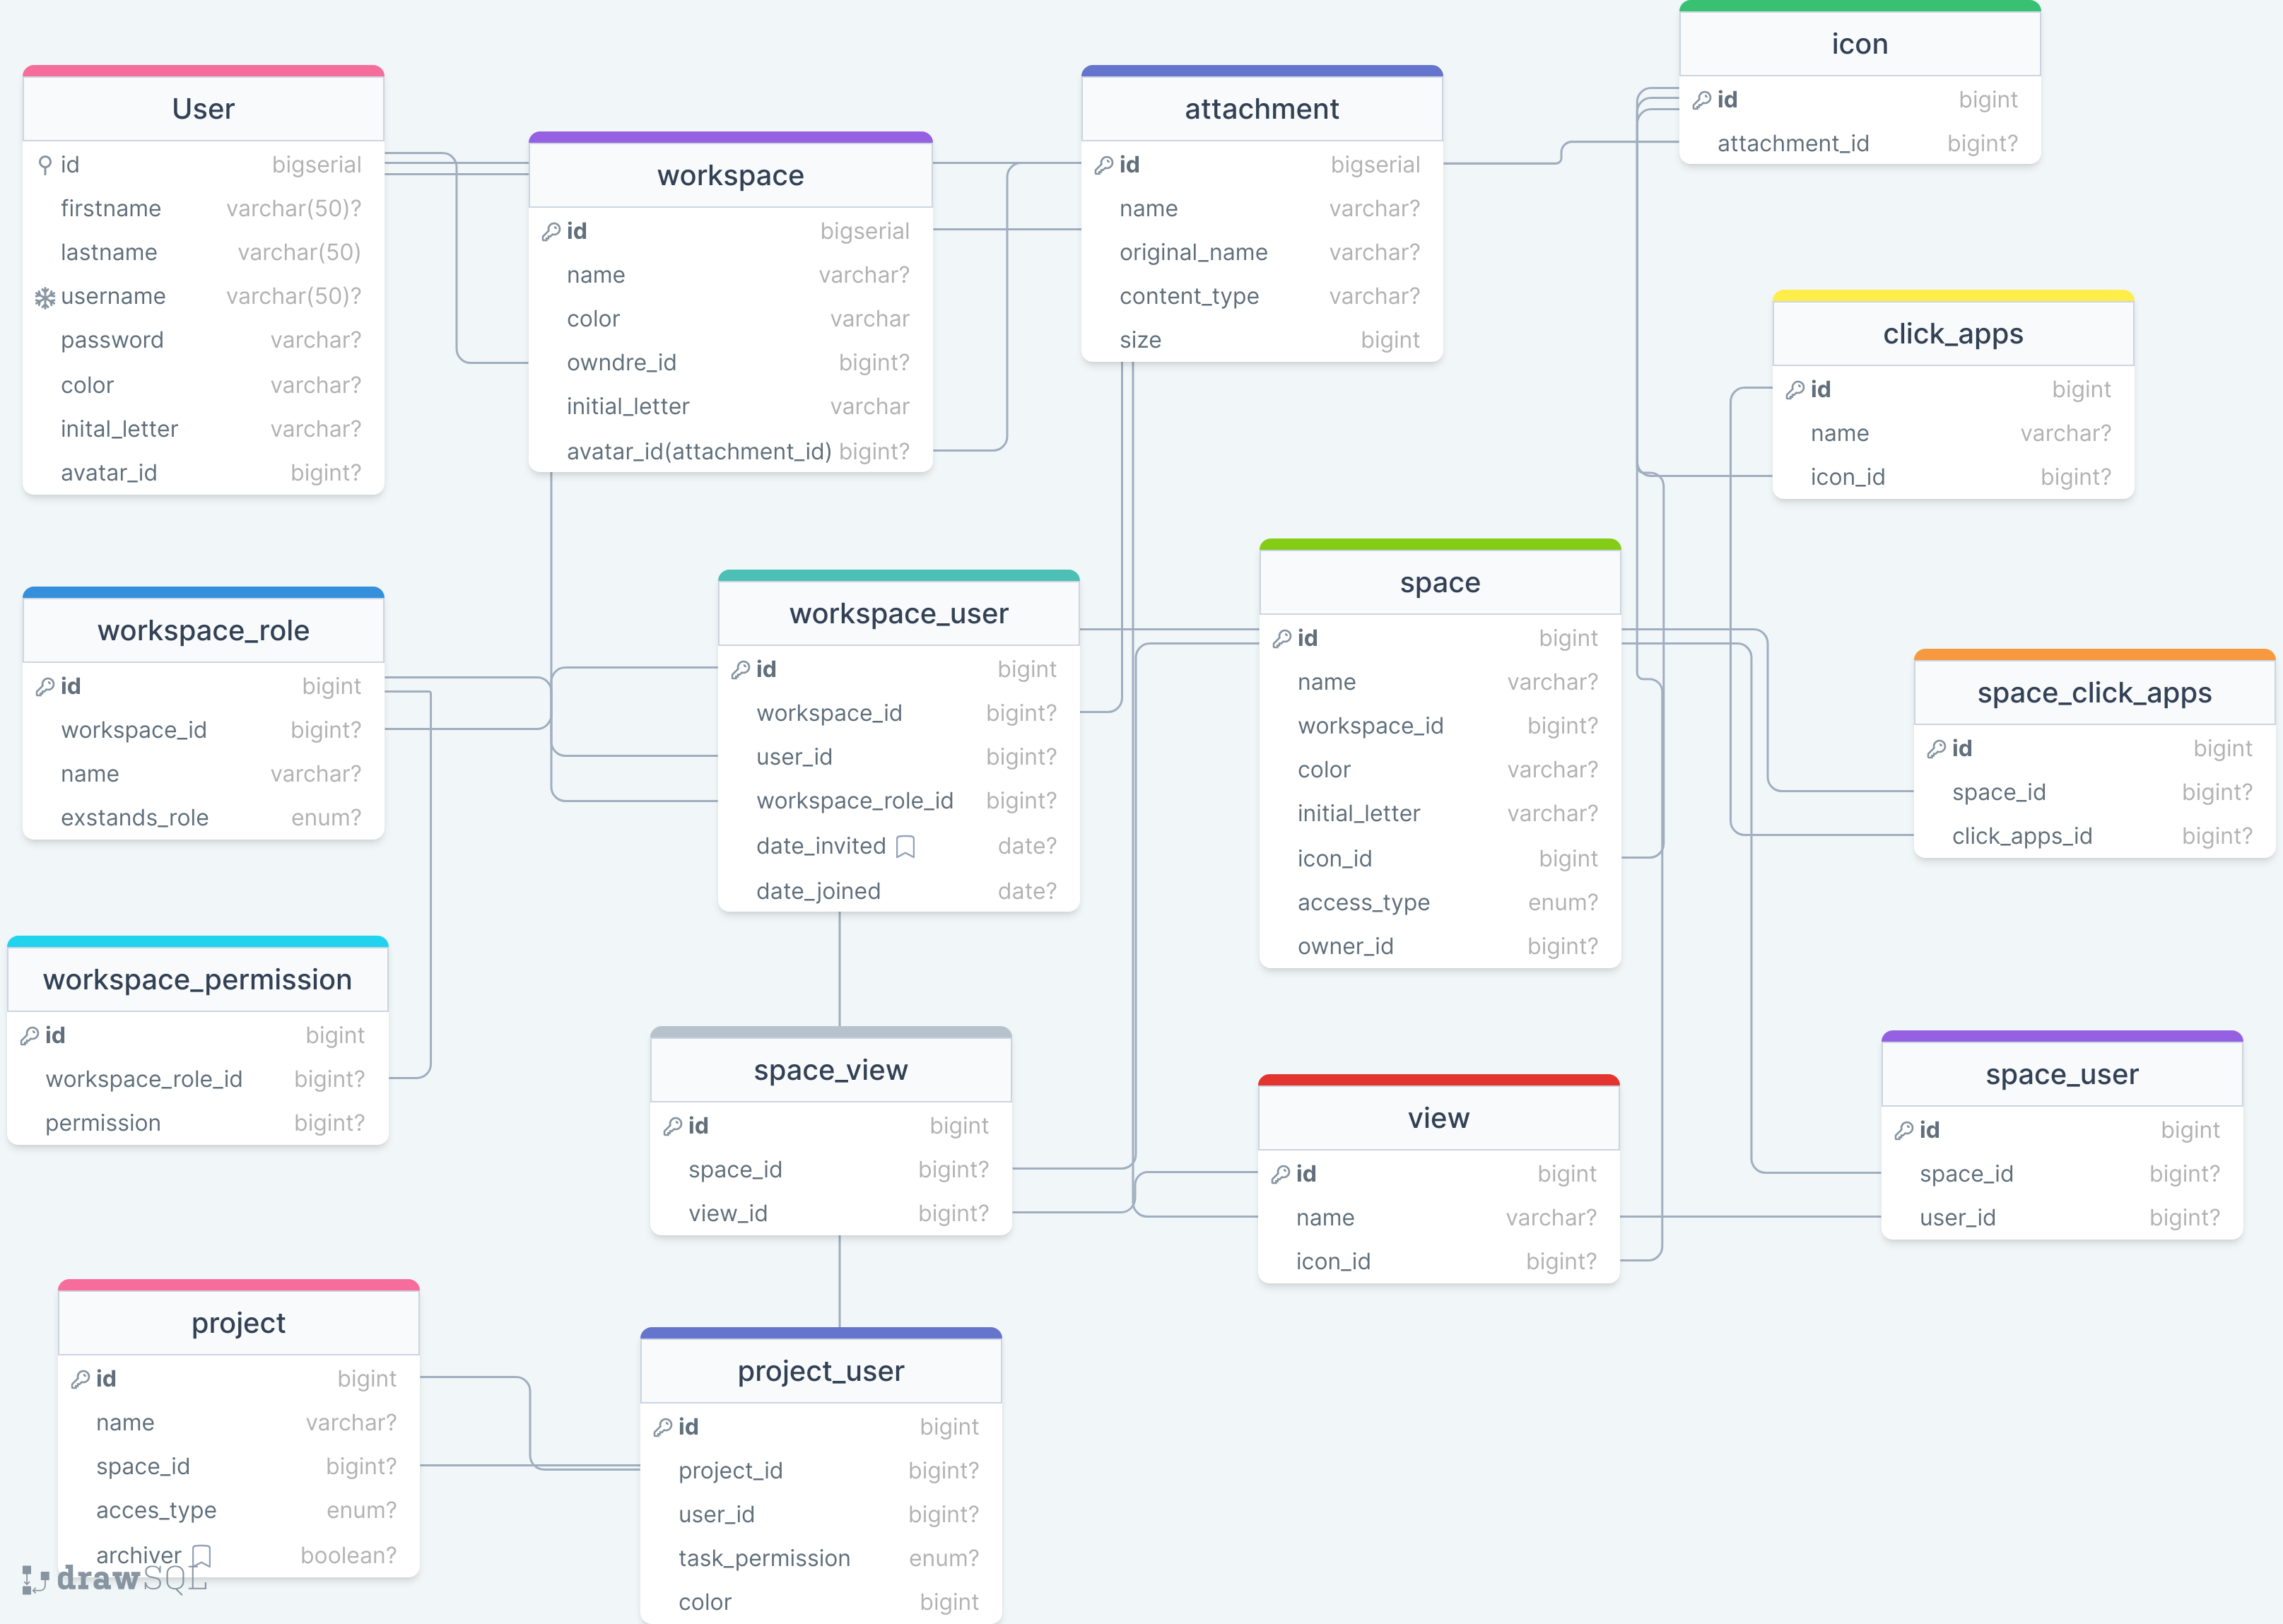 User
id bigserial
firstname varchar(50)?
lastname varchar(50)
username varchar(50)?
password varchar?
color varchar?
inital_letter varchar?
avatar_id bigint?
workspace
id bigserial
name varchar?
color varchar
owndre_id bigint?
initial_letter varchar
avatar_id(attachment_id) bigint?
attachment
id bigserial
name varchar?
original_name varchar?
content_type varchar?
size bigint
icon
id bigint
attachment_id bigint?
click_apps
id bigint
name varchar?
icon_id bigint?
workspace_role
id bigint
workspace_id bigint?
name varchar?
exstands_role enum?
workspace_user
id bigint
workspace_id bigint?
user_id bigint?
workspace_role_id bigint?
date_invited date?
date_joined date?
space
id bigint
name varchar?
workspace_id bigint?
color varchar?
initial_letter varchar?
icon_id bigint
access_type enum?
owner_id bigint?
space_click_apps
id bigint
space_id bigint?
click_apps_id bigint?
workspace_permission
id bigint
workspace_role_id bigint?
permission bigint?
space_view
id bigint
space_id bigint?
view_id bigint?
view
id bigint
name varchar?
icon_id bigint?
space_user
id bigint
space_id bigint?
user_id bigint?
project
id bigint
name varchar?
space_id bigint?
acces_type enum?
archiver boolean?
project_user
id bigint
project_id bigint?
user_id bigint?
task_permission enum?
color bigint
drawSQL